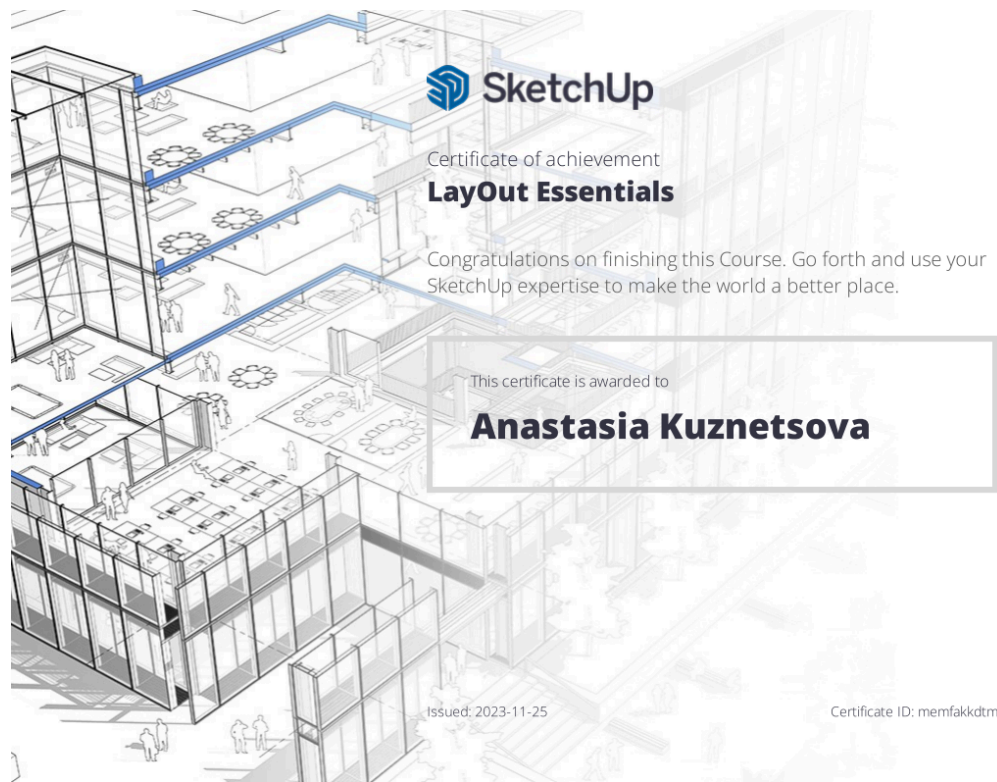 SketchUp
Certificate of achievement
LayOut Essentials
Congratulations on finishing this Course. Go forth and use your
SketchUp expertise to make the world a better place.
This certificate is awarded to
Anastasia Kuznetsova
Issued: 2023-11-25
Certificate ID: memfakkdtm